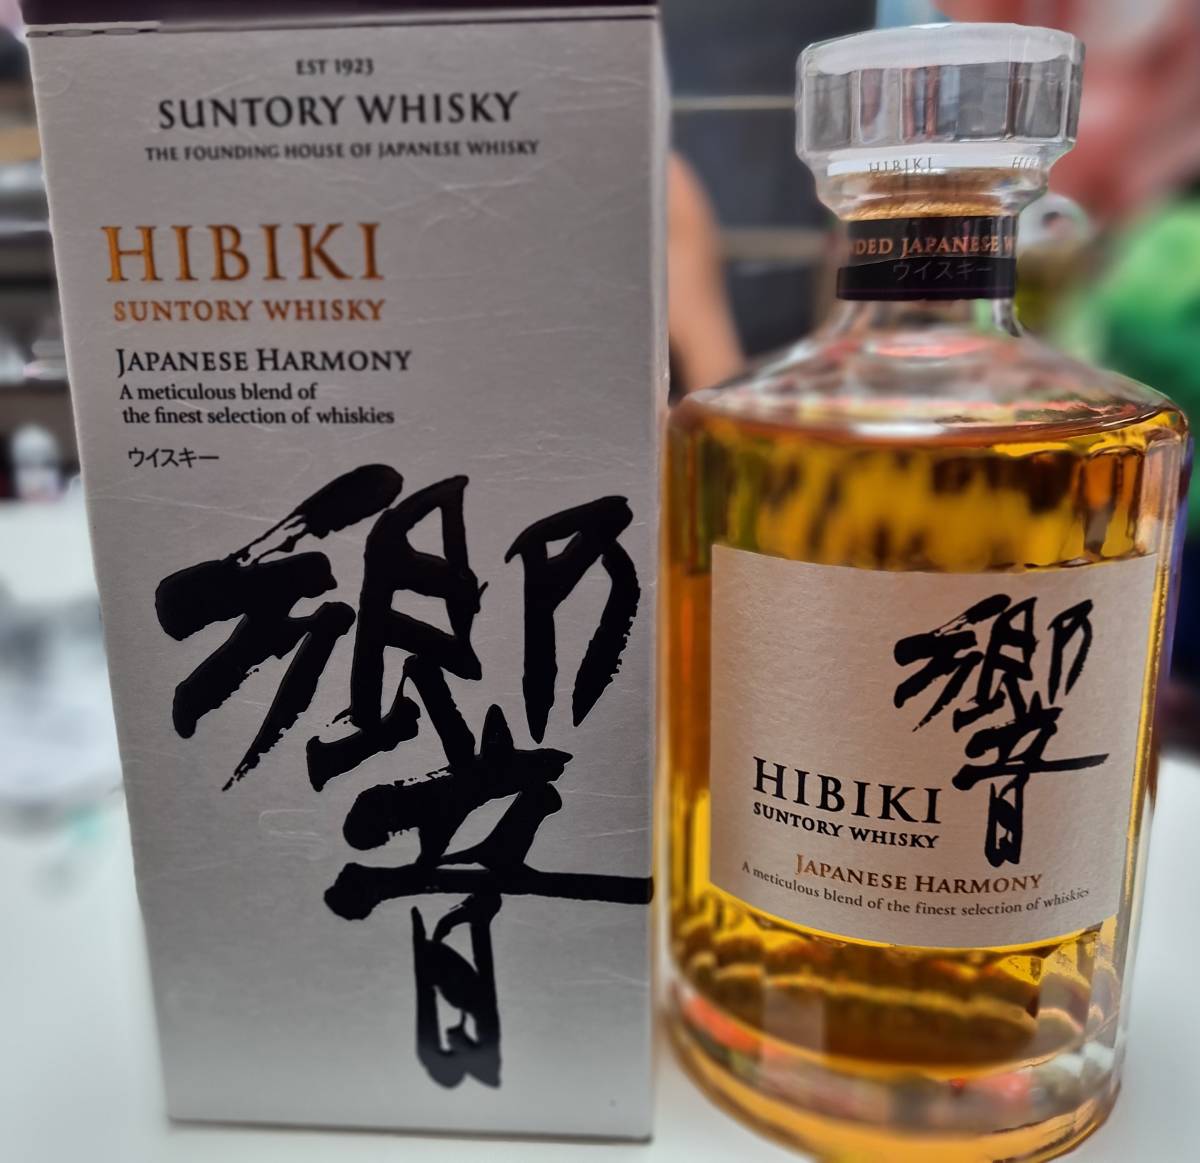 EST 1923
SUNTORY WHISKY
THE FOUNDING HOUSE OF JAPANESE WHISKY
HIBIKI
SUNTORY WHISKY
JAPANESE HARMONY
A meticulous blend of
the finest selection of whiskies
ウイスキー
響
HIBIKI
JAPANESE
ウイスキー
響
HIBIKI
SUNTORY WHISKY
JAPANESE HARMONY
A meticulous blend of the finest selection of whiskies